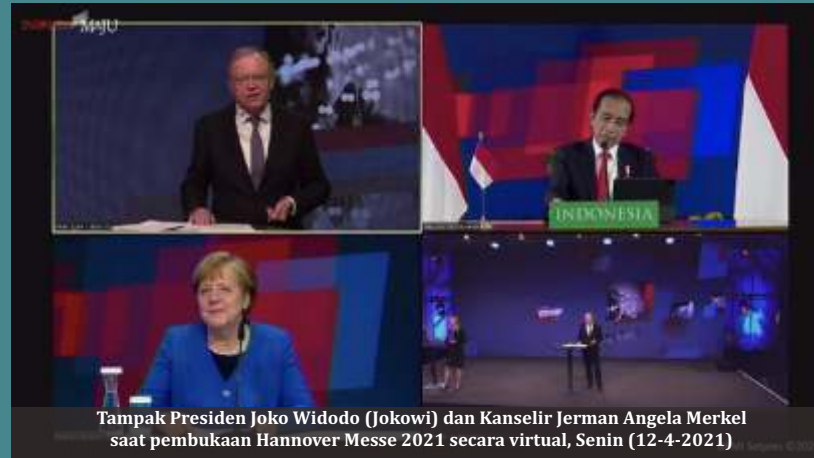 MAJU
INDONESIA
Tampak Presiden Joko Widodo (Jokowi) dan Kanselir Jerman Angela Merkel
saat pembukaan Hannover Messe 2021 secara virtual, Senin (12-4-2021)